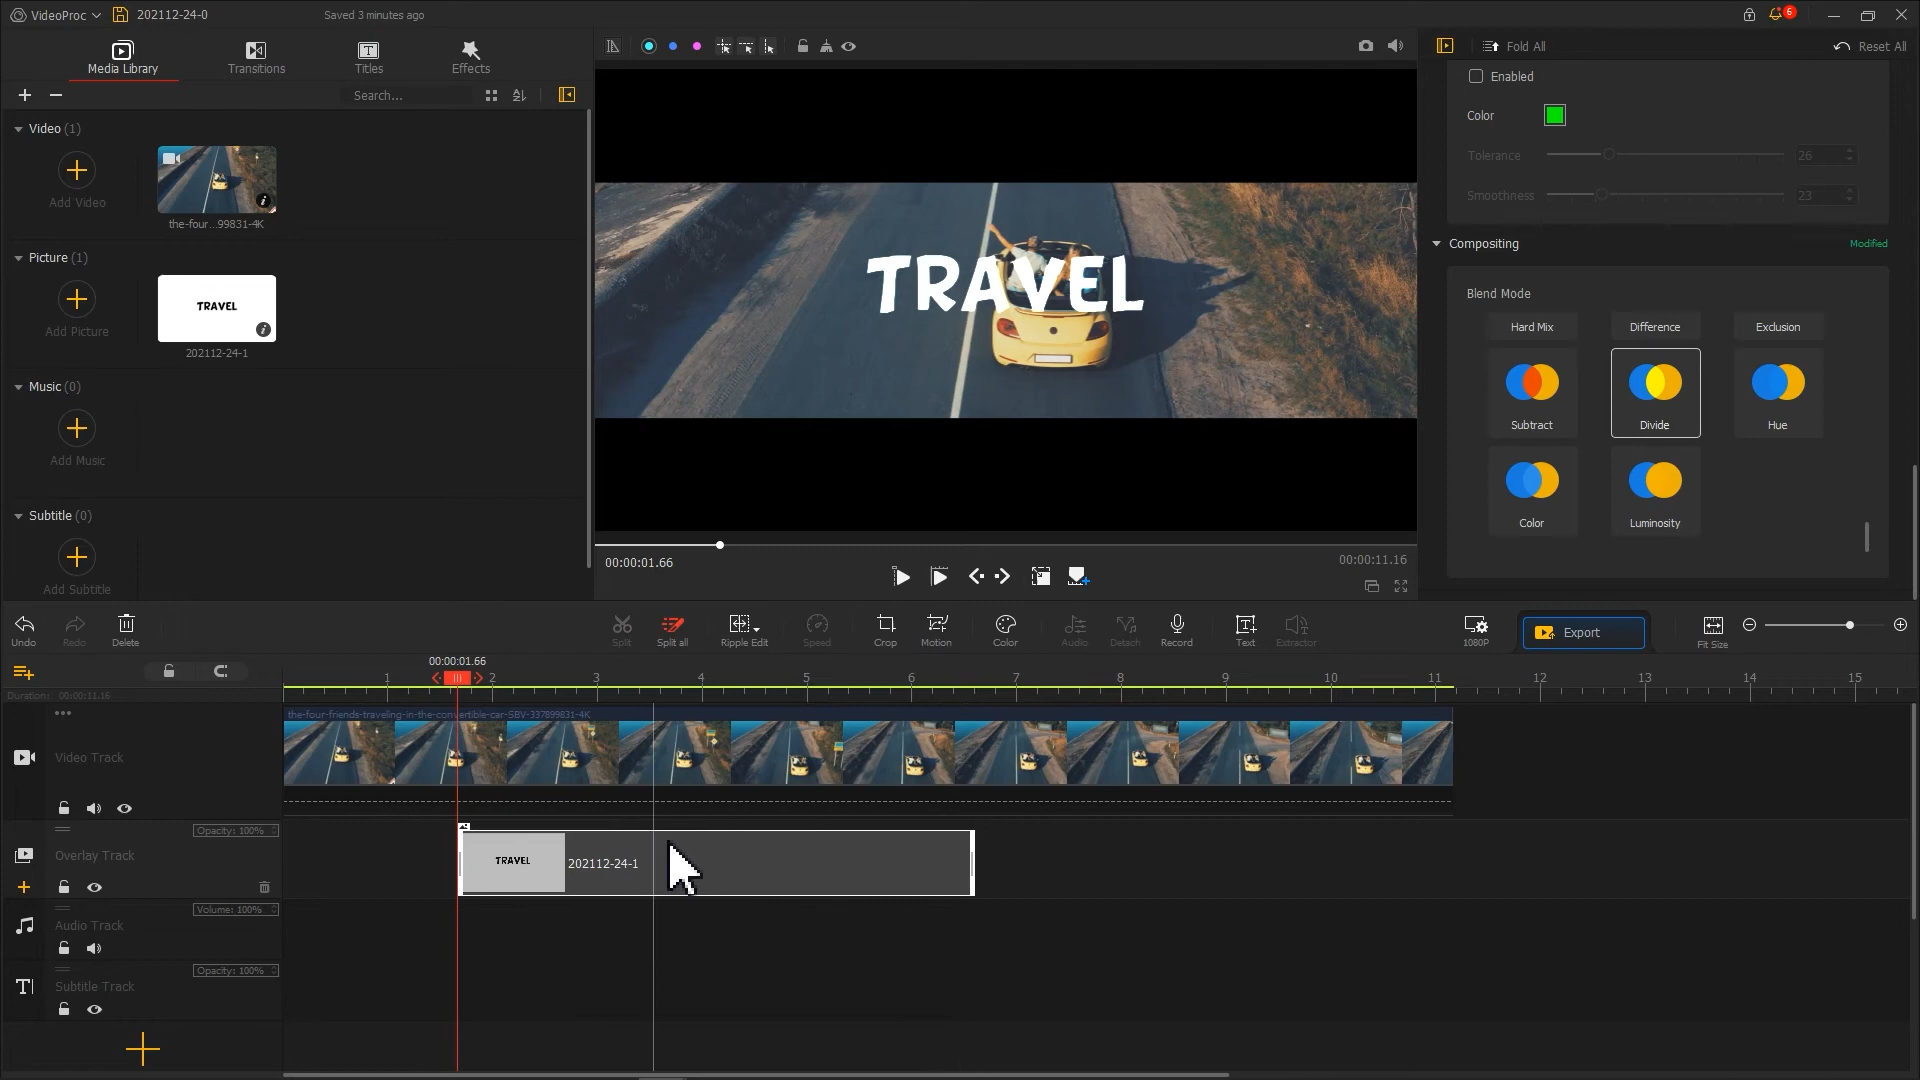 VideoProc
202112-24-0
Saved 3 minutes ago
6
Media Library
Transitions
Titles
Effects
Search...
Video (1)
Add Video
the-four...99831-4K
Picture (1)
Add Picture
TRAVEL
202112-24-1
Music (0)
Add Music
Subtitle (0)
Add Subtitle
TRAVEL
00:00:01.66
00:00:11.16
Fold All
Reset All
Enabled
Color
Tolerance
26
Smoothness
23
Compositing
Modified
Blend Mode
Hard Mix
Difference
Exclusion
Subtract
Divide
Hue
Color
Luminosity
Undo
Redo
Delete
Split
Split all
Ripple Edit
Speed
Crop
Motion
Color
Audio
Detach
Record
Text
Extractor
1080P
Export
Fit Size
00:00:01.66
1 2 3 4 5 6 7 8 9 10 11 12 13 14 15
Duration: 00:00:11.16
the-four-friends-traveling-in-the-convertible-car-SBV-337899831-4K
Video Track
Opacity: 100%
Overlay Track
TRAVEL
202112-24-1
Volume: 100%
Audio Track
Opacity: 100%
Subtitle Track